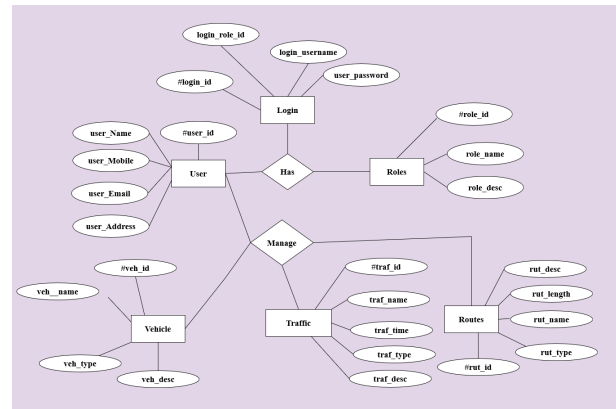 login_role_id
login_username
user_password
#login_id
Login
#role_id
user_Name
#user_id
user_Mobile
User
Has
Roles
role_name
user_Email
role_desc
user_Address
Manage
#veh_id
#traf_id
rut_desc
veh__name
traf_name
rut_length
Vehicle
Traffic
traf_time
Routes
rut_name
veh_type
traf_type
rut_type
veh_desc
traf_desc
#rut_id